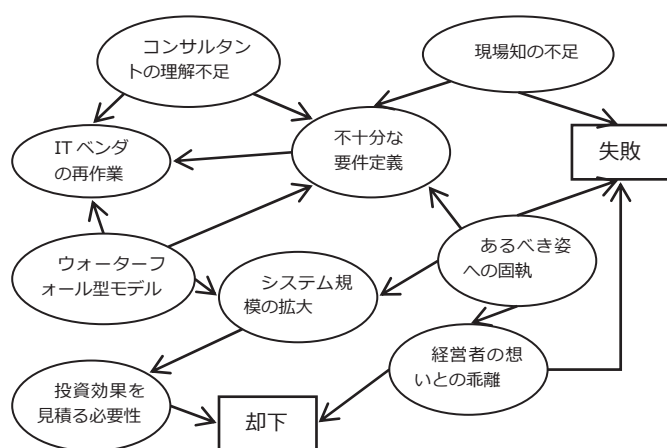 コンサルタン
トの理解不足
現場知の不足
ITベンダ
の再作業
不十分な
要件定義
失敗
ウォーターフ
ォール型モデル
システム規
模の拡大
あるべき姿
への固執
経営者の想
いとの乖離
投資効果を
見積る必要性
却下